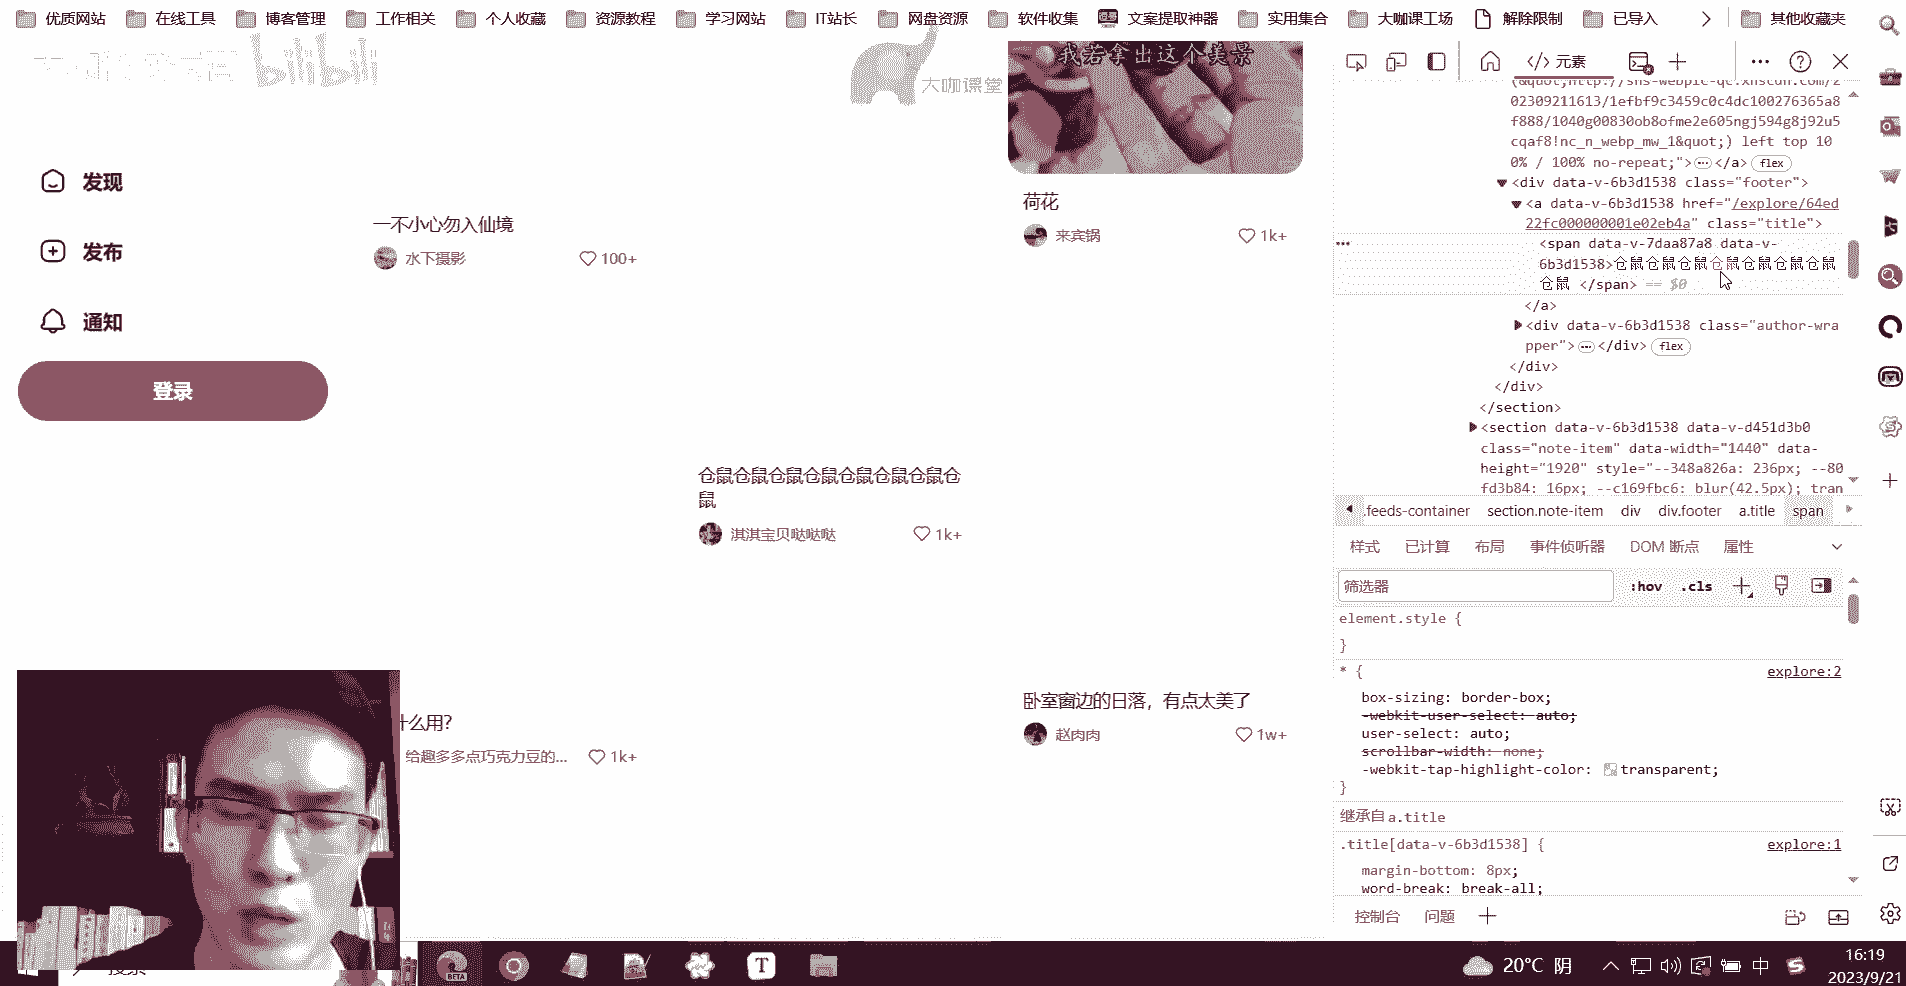 优质网站 在线工具 博客管理 工作相关 个人收藏 资源教程 学习网站 IT站长 网盘资源 软件收集 文案提取神器 实用集合 大咖课工场 解除限制 已导入 其他收藏夹
bilibili
大咖课堂
发现
发布
通知
登录
一不小心勿入仙境
水下摄影 100+
仓鼠仓鼠仓鼠仓鼠仓鼠仓鼠仓鼠仓
鼠
淇淇宝贝哒哒哒 1k+
什么用?
给趣多多点巧克力豆的... 1k+
我若拿出这个美景
荷花
来宾锅 1k+
卧室窗边的日落，有点太美了
赵肉肉 1w+
元素
(&quot;http://sns-webpic-qc.xhscdn.com/2
02309211613/1efbf9c3459c0c4dc100276365a8
f888/1040g00830ob8ofme2e605ngj594g8j92u5
cqaf8!nc_n_webp_mw_1&quot;) left top 10
0% / 100% no-repeat;">…</a> flex
<div data-v-6b3d1538 class="footer">
<a data-v-6b3d1538 href="/explore/64ed
22fc000000001e02eb4a" class="title">
<span data-v-7daa87a8 data-v-
6b3d1538>仓鼠仓鼠仓鼠仓鼠仓鼠仓鼠仓鼠
仓鼠 </span> == $0
</a>
<div data-v-6b3d1538 class="author-wra
pper">…</div> flex
</div>
</div>
</section>
<section data-v-6b3d1538 data-v-d451d3b0
class="note-item" data-width="1440" data-
height="1920" style="--348a826a: 236px; --80
fd3b84: 16px; --c169fbc6: blur(42.5px); tran
.feeds-container section.note-item div div.footer a.title span
样式 已计算 布局 事件侦听器 DOM 断点 属性
筛选器 :hov .cls
element.style {
}
* { explore:2
box-sizing: border-box;
-webkit-user-select: auto;
user-select: auto;
scrollbar-width: none;
-webkit-tap-highlight-color: transparent;
}
继承自 a.title
.title[data-v-6b3d1538] { explore:1
margin-bottom: 8px;
word-break: break-all;
控制台 问题
BETA
T
20°C 阴
中
16:19
2023/9/21